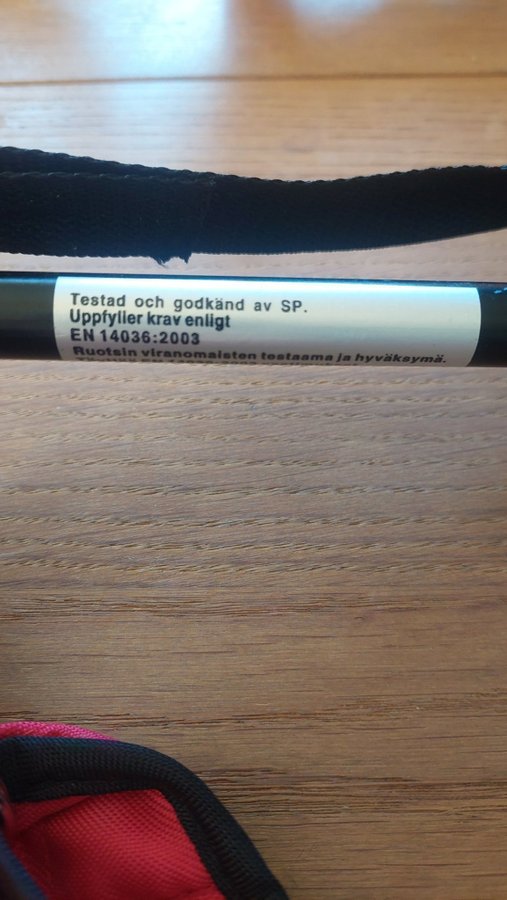 Testad och godkänd av SP.
Uppfyller krav enligt
EN 14036:2003
Ruotsin viranomaisten testaama ja hyväksymä.